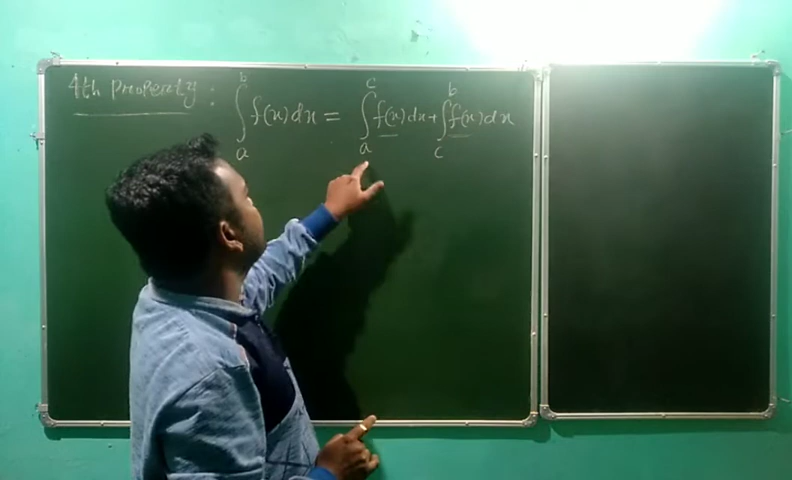 4th Property : ∫_a^b f(x)dx = ∫_a^c f(x)dx + ∫_c^b f(x)dx